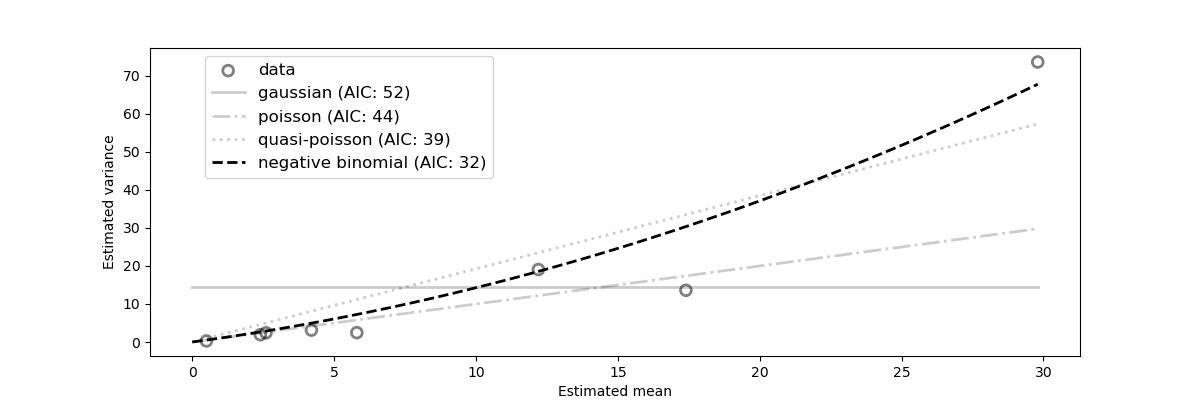 data
gaussian (AIC: 52)
poisson (AIC: 44)
quasi-poisson (AIC: 39)
negative binomial (AIC: 32)
Estimated variance
70
60
50
40
30
20
10
0
0 5 10 15 20 25 30
Estimated mean